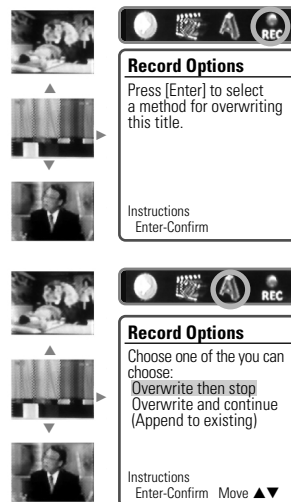 REC
Record Options
Press [Enter] to select
a method for overwriting
this title.
Instructions
Enter-Confirm
REC
Record Options
Choose one of the you can
choose:
Overwrite then stop
Overwrite and continue
(Append to existing)
Instructions
Enter-Confirm Move ▲▼